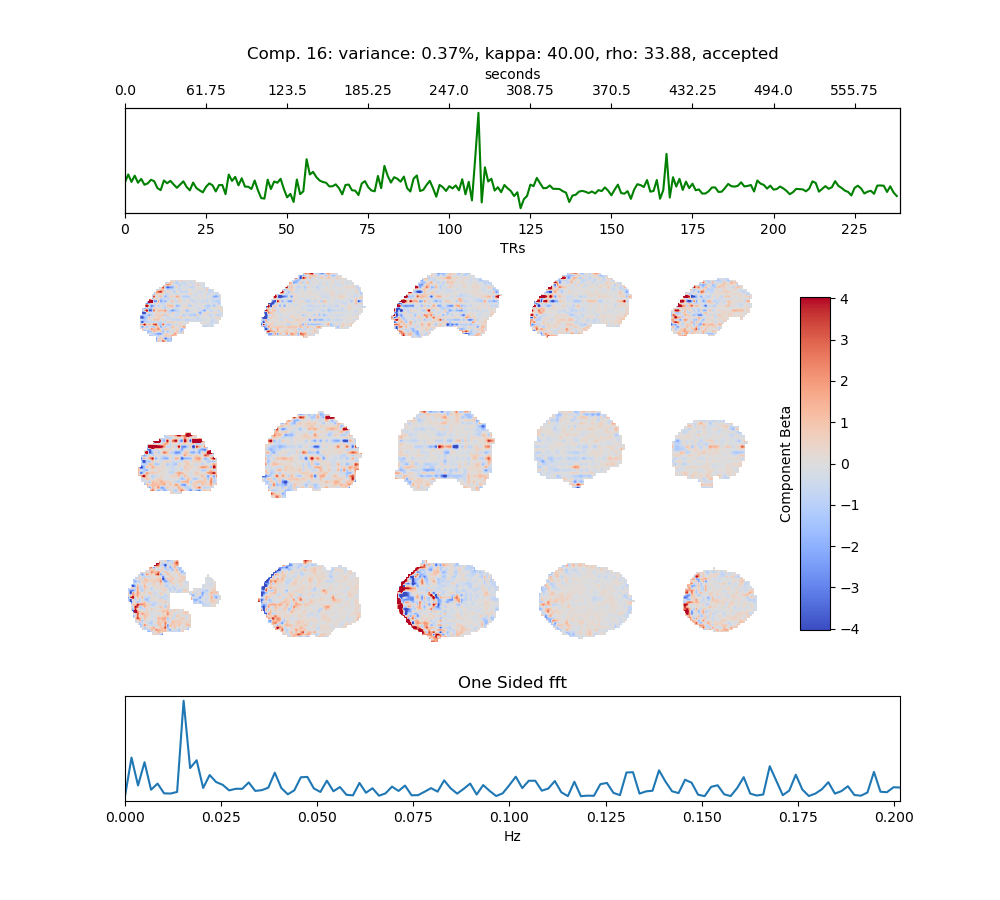 Comp. 16: variance: 0.37%, kappa: 40.00, rho: 33.88, accepted
seconds
0.0 61.75 123.5 185.25 247.0 308.75 370.5 432.25 494.0 555.75
0 25 50 75 100 125 150 175 200 225
TRs
4
3
2
1
0
−1
−2
−3
−4
Component Beta
One Sided fft
0.000 0.025 0.050 0.075 0.100 0.125 0.150 0.175 0.200
Hz